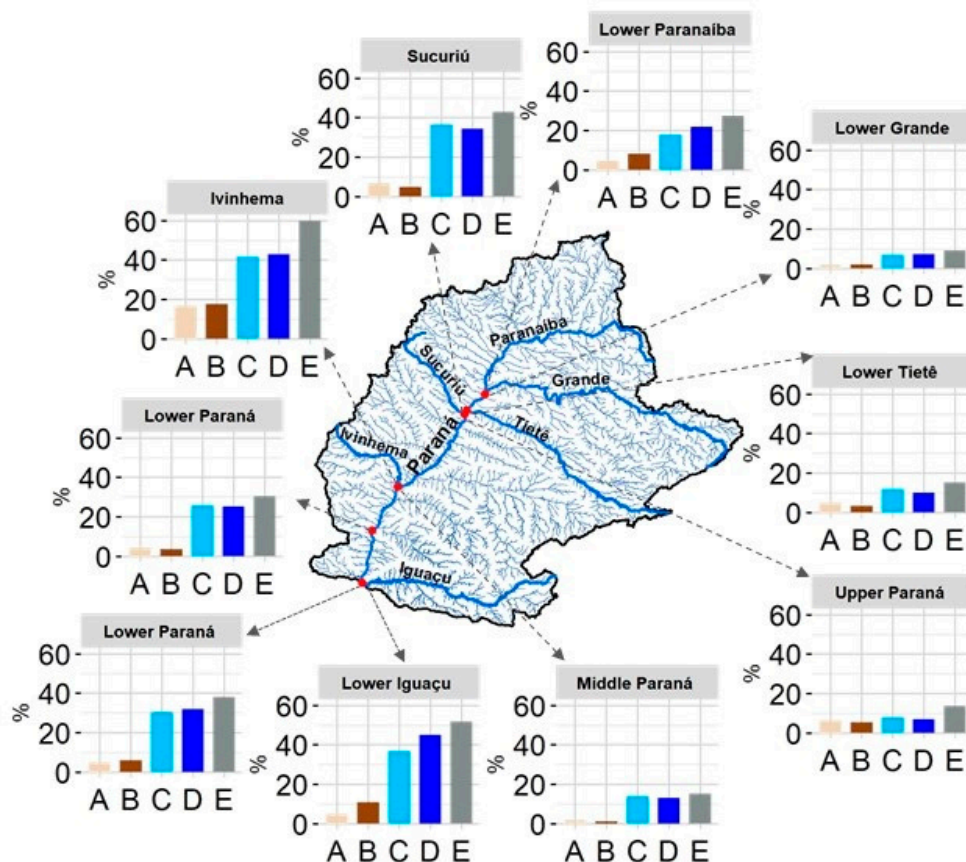 Sucuriú
60
40
20
0
%
A B C D E
Lower Paranaíba
60
40
20
0
%
A B C D E
Lower Grande
60
40
20
0
%
A B C D E
Ivinhema
60
40
20
0
%
A B C D E
Lower Paraná
60
40
20
0
%
A B C D E
Paranaíba
Sucuriú
Grande
Tietê
Paraná
Ivinhema
Iguaçu
Lower Tietê
60
40
20
0
%
A B C D E
Lower Paraná
60
40
20
0
%
A B C D E
Lower Iguaçu
60
40
20
0
%
A B C D E
Middle Paraná
60
40
20
0
%
A B C D E
Upper Paraná
60
40
20
0
%
A B C D E